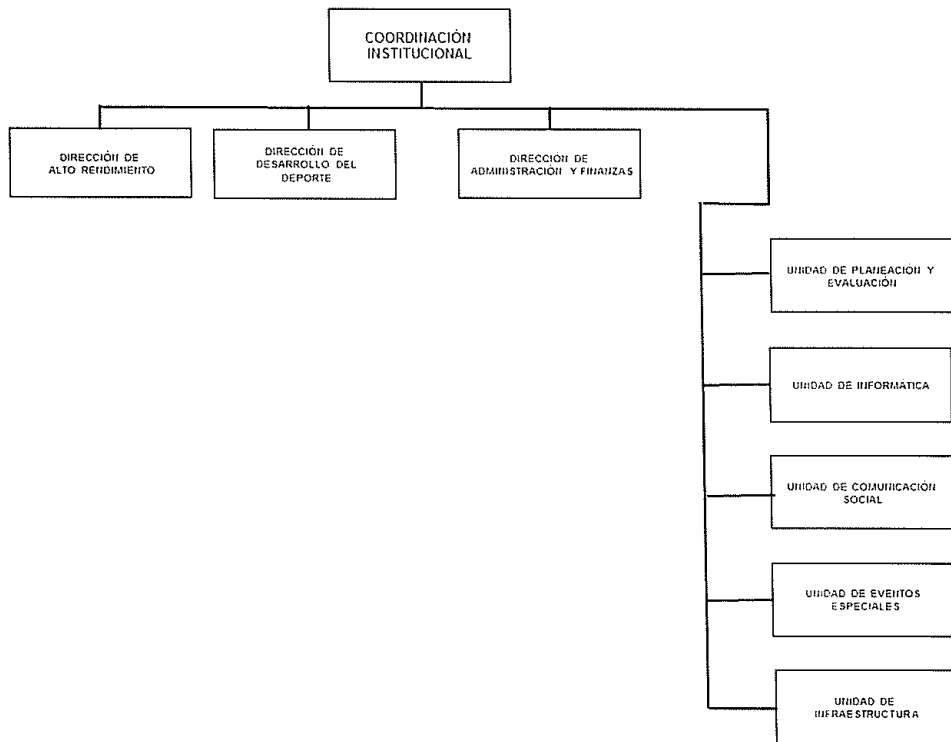 COORDINACIÓN
INSTITUCIONAL
DIRECCIÓN DE
ALTO RENDIMIENTO
DIRECCIÓN DE
DESARROLLO DEL
DEPORTE
DIRECCIÓN DE
ADMINISTRACIÓN Y FINANZAS
UNIDAD DE PLANEACIÓN Y
EVALUACIÓN
UNIDAD DE INFORMÁTICA
UNIDAD DE COMUNICACIÓN
SOCIAL
UNIDAD DE EVENTOS
ESPECIALES
UNIDAD DE
INFRAESTRUCTURA